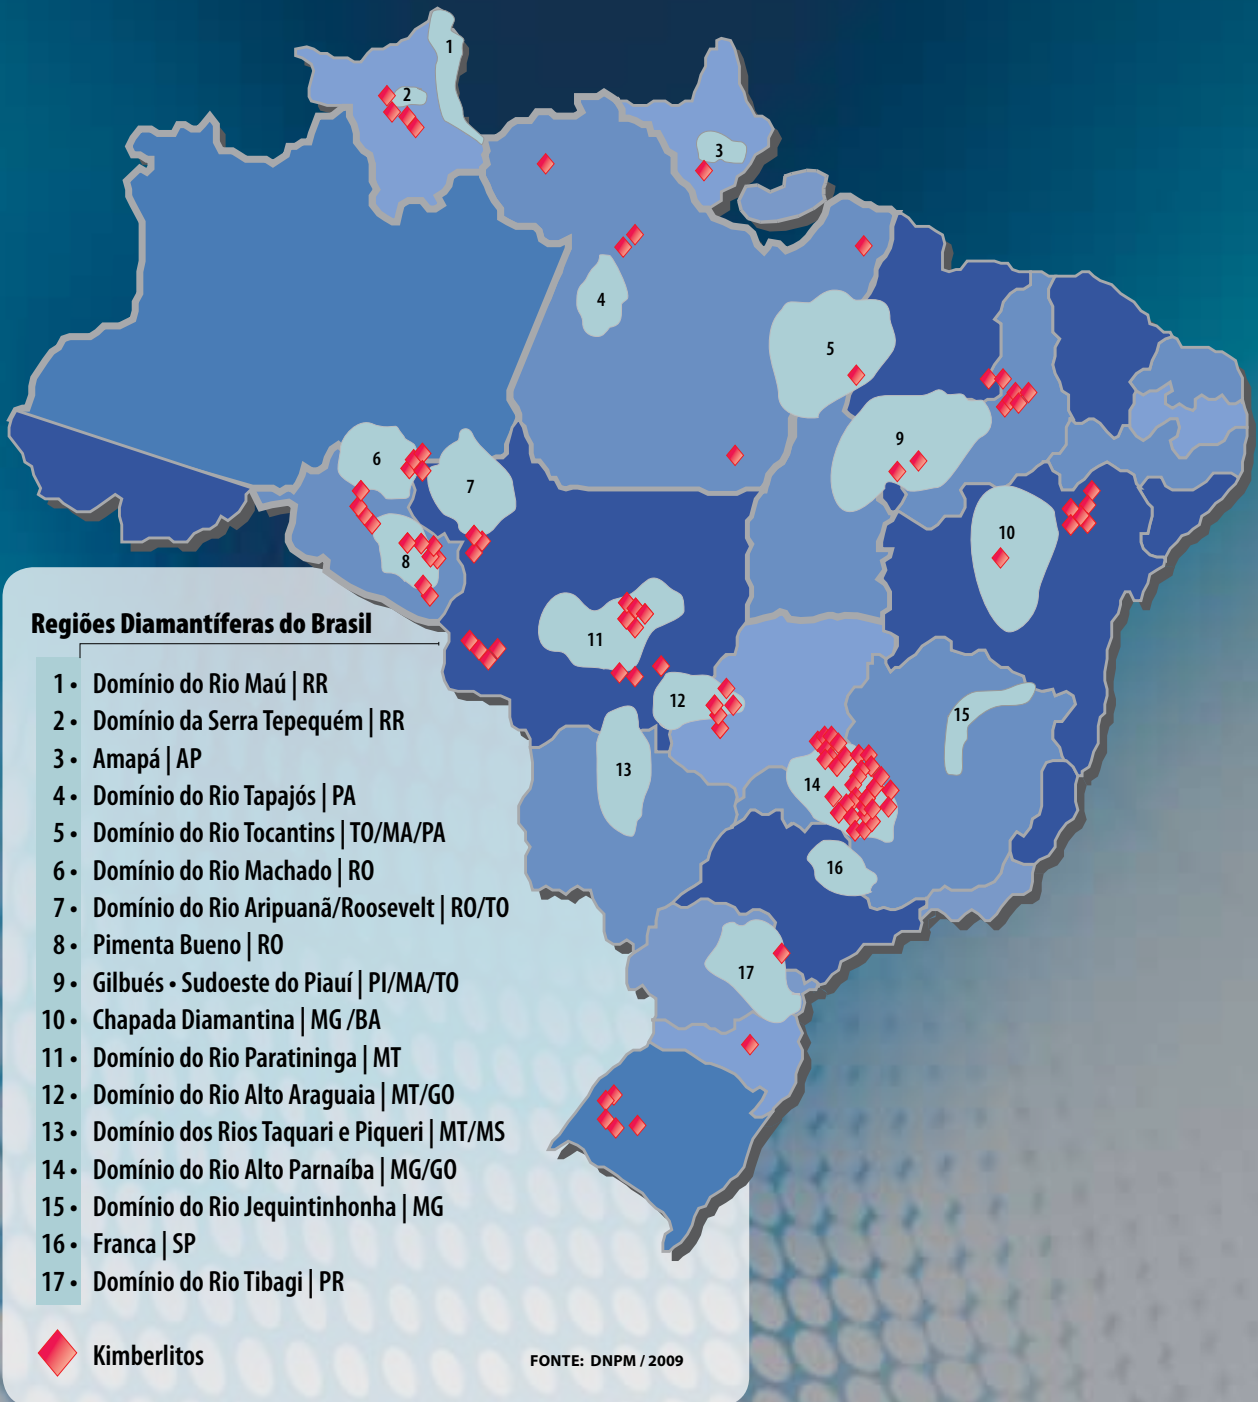 1
2
3
4
5
6
7
8
9
10
11
12
13
14
15
16
17
Regiões Diamantíferas do Brasil
1 • Domínio do Rio Maú | RR
2 • Domínio da Serra Tepequém | RR
3 • Amapá | AP
4 • Domínio do Rio Tapajós | PA
5 • Domínio do Rio Tocantins | TO/MA/PA
6 • Domínio do Rio Machado | RO
7 • Domínio do Rio Aripuanã/Roosevelt | RO/TO
8 • Pimenta Bueno | RO
9 • Gilbués • Sudoeste do Piauí | PI/MA/TO
10 • Chapada Diamantina | MG /BA
11 • Domínio do Rio Paratininga | MT
12 • Domínio do Rio Alto Araguaia | MT/GO
13 • Domínio dos Rios Taquari e Piqueri | MT/MS
14 • Domínio do Rio Alto Parnaíba | MG/GO
15 • Domínio do Rio Jequintinhonha | MG
16 • Franca | SP
17 • Domínio do Rio Tibagi | PR
Kimberlitos
FONTE: DNPM / 2009